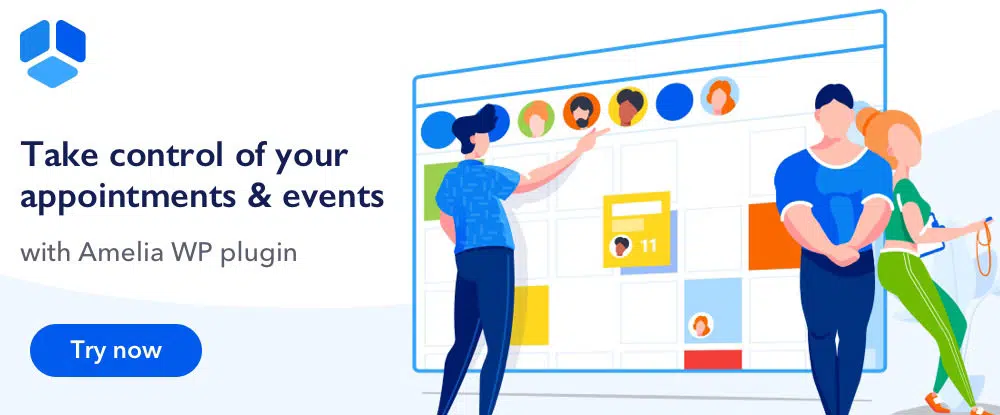 Take control of your
appointments & events
with Amelia WP plugin
Try now
11